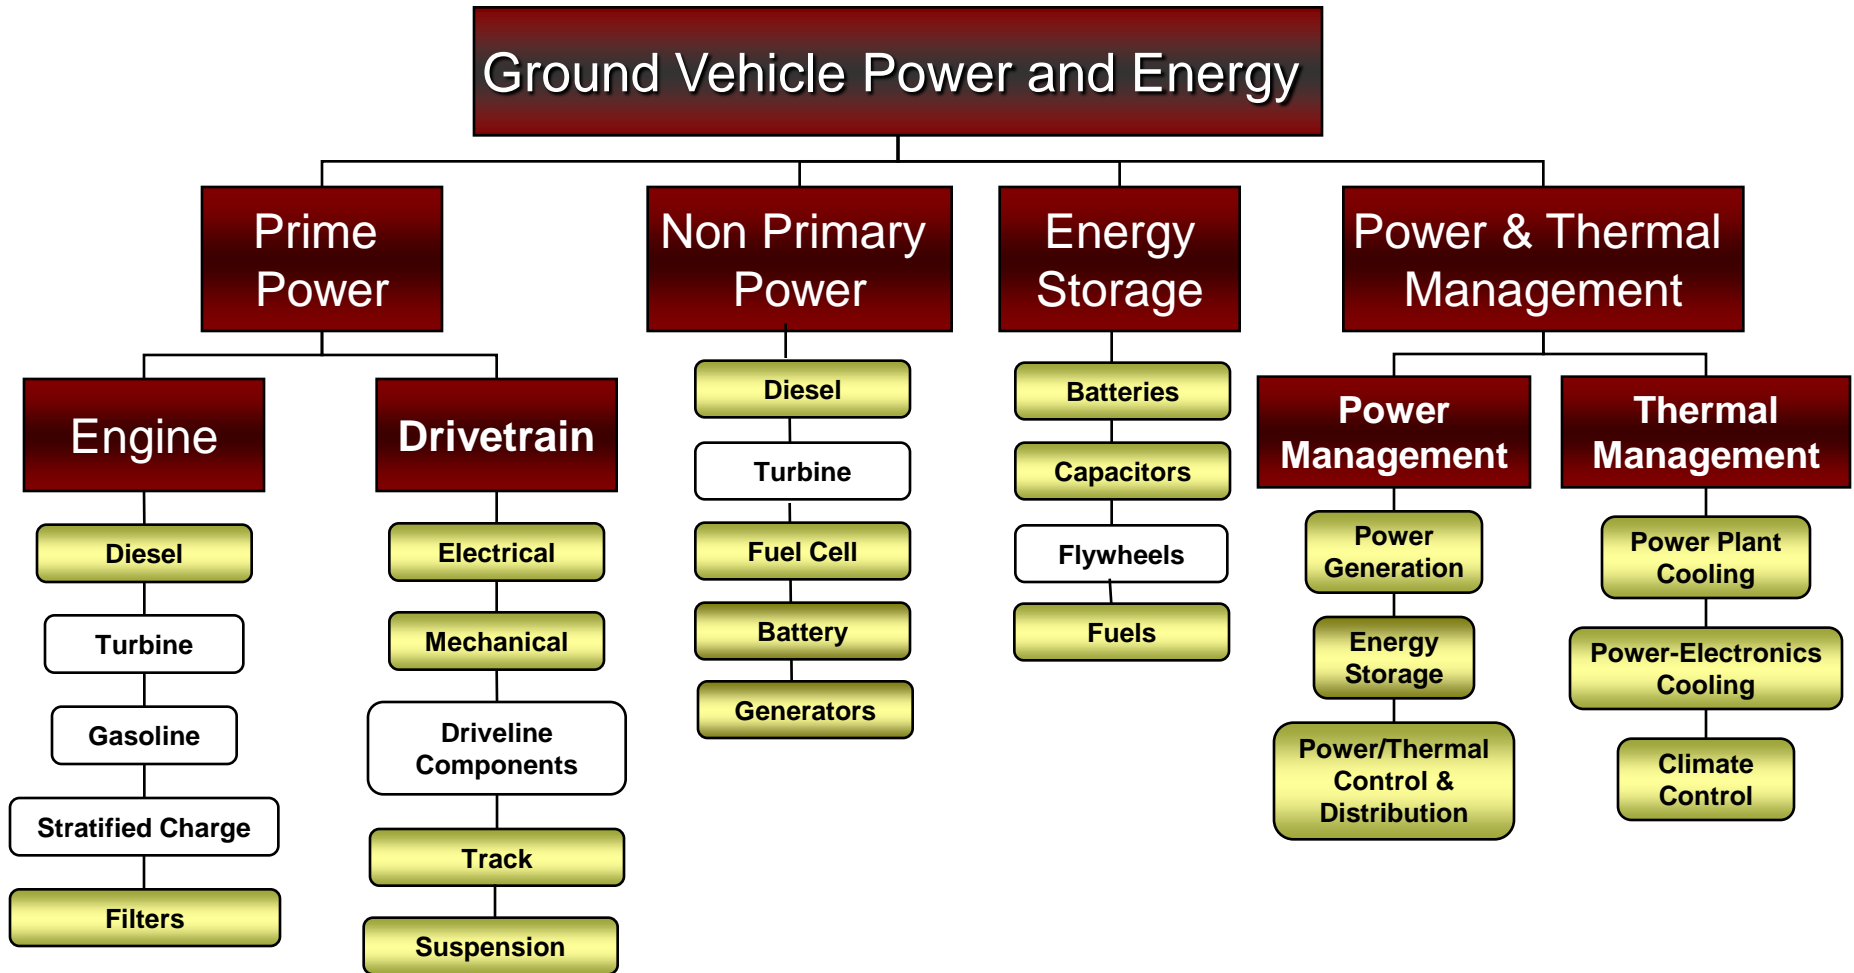 Ground Vehicle Power and Energy
Prime
Power
Non Primary
Power
Energy
Storage
Power & Thermal
Management
Engine
Drivetrain
Power
Management
Thermal
Management
Diesel
Turbine
Gasoline
Stratified Charge
Filters
Electrical
Mechanical
Driveline
Components
Track
Suspension
Diesel
Turbine
Fuel Cell
Battery
Generators
Batteries
Capacitors
Flywheels
Fuels
Power
Generation
Energy
Storage
Power/Thermal
Control &
Distribution
Power Plant
Cooling
Power-Electronics
Cooling
Climate
Control